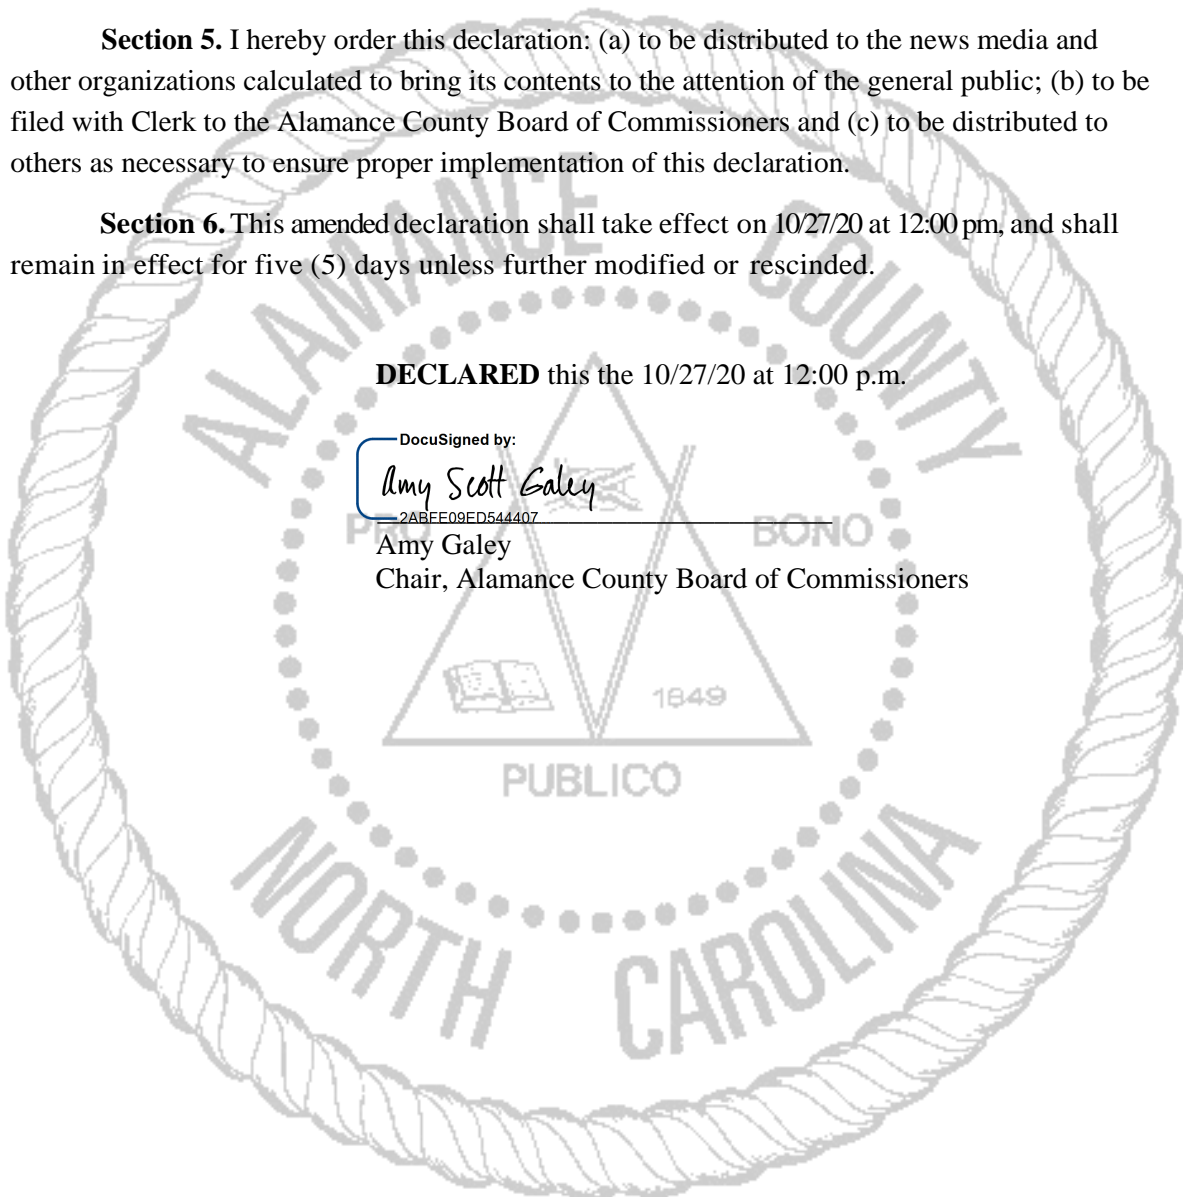 Section 5. I hereby order this declaration: (a) to be distributed to the news media and
other organizations calculated to bring its contents to the attention of the general public; (b) to be
filed with Clerk to the Alamance County Board of Commissioners and (c) to be distributed to
others as necessary to ensure proper implementation of this declaration.
Section 6. This amended declaration shall take effect on 10/27/20 at 12:00 pm, and shall
remain in effect for five (5) days unless further modified or rescinded.
DECLARED this the 10/27/20 at 12:00 p.m.
DocuSigned by:
Amy Scott Galey
2ABFE09ED544407...
Amy Galey
Chair, Alamance County Board of Commissioners
ALAMANCE COUNTY
PRO BONO
1849
PUBLICO
NORTH CAROLINA